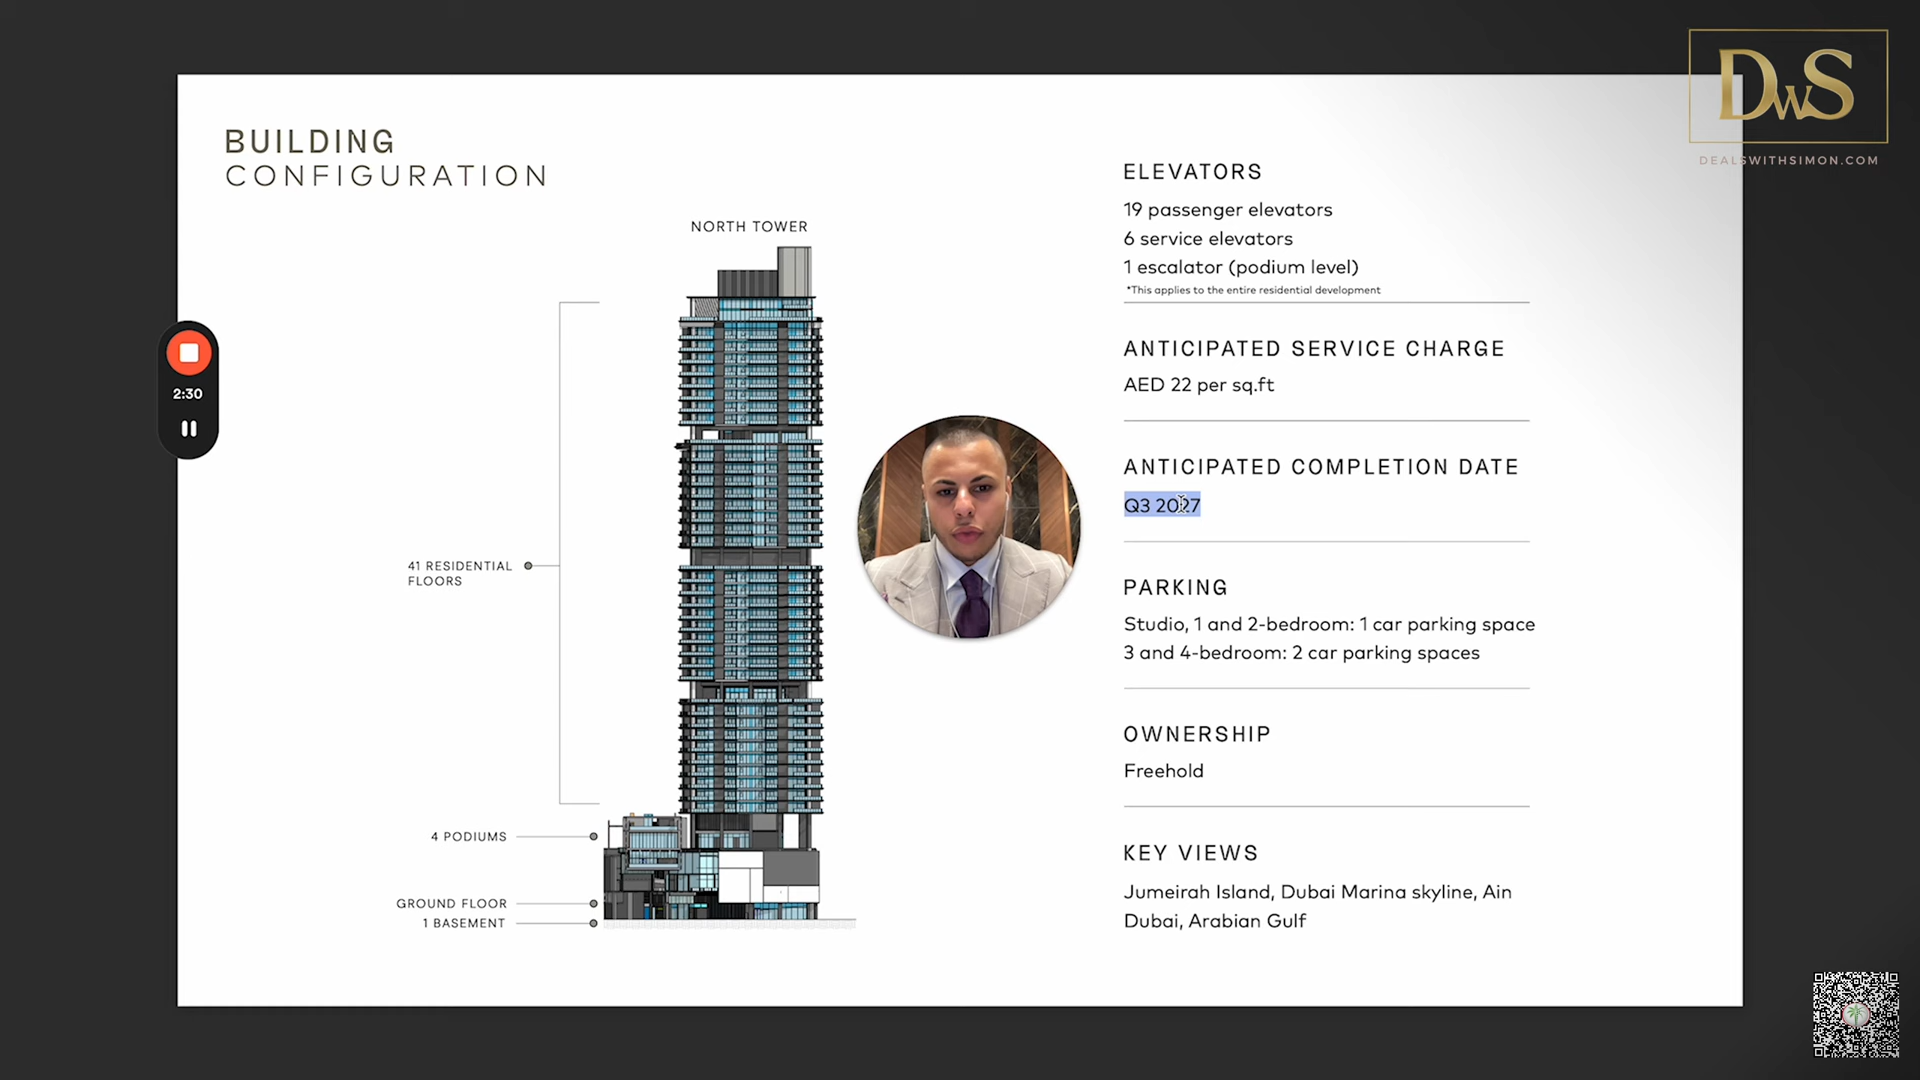 DWS
DEALSWITHSIMON.COM
BUILDING
CONFIGURATION
NORTH TOWER
41 RESIDENTIAL
FLOORS
4 PODIUMS
GROUND FLOOR
1 BASEMENT
2:30
ELEVATORS
19 passenger elevators
6 service elevators
1 escalator (podium level)
*This applies to the entire residential development
ANTICIPATED SERVICE CHARGE
AED 22 per sq.ft
ANTICIPATED COMPLETION DATE
Q3 2027
PARKING
Studio, 1 and 2-bedroom: 1 car parking space
3 and 4-bedroom: 2 car parking spaces
OWNERSHIP
Freehold
KEY VIEWS
Jumeirah Island, Dubai Marina skyline, Ain
Dubai, Arabian Gulf